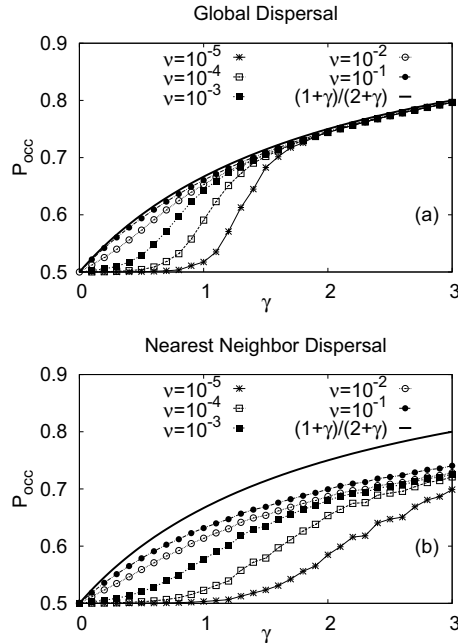 Global Dispersal
0.9
0.8
0.7
0.6
0.5
P_occ
ν=10⁻⁵
ν=10⁻⁴
ν=10⁻³
ν=10⁻²
ν=10⁻¹
(1+γ)/(2+γ)
(a)
0 1 2 3
γ
Nearest Neighbor Dispersal
0.9
0.8
0.7
0.6
0.5
P_occ
ν=10⁻⁵
ν=10⁻⁴
ν=10⁻³
ν=10⁻²
ν=10⁻¹
(1+γ)/(2+γ)
(b)
0 1 2 3
γ